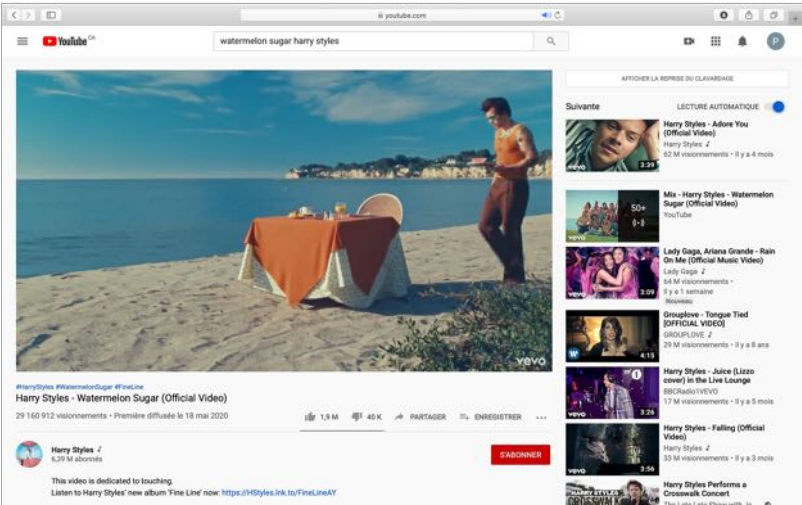 youtube.com
YouTube CA
watermelon sugar harry styles
P
vevo
#HarryStyles #WatermelonSugar #FineLine
Harry Styles - Watermelon Sugar (Official Video)
29 160 912 visionnements • Première diffusée le 18 mai 2020
1,9 M
40 K
PARTAGER
ENREGISTRER
Harry Styles
6,39 M abonnés
S'ABONNER
This video is dedicated to touching.
Listen to Harry Styles' new album 'Fine Line' now: https://HStyles.lnk.to/FineLineAY
AFFICHER LA REPRISE DU CLAVARDAGE
Suivante
LECTURE AUTOMATIQUE
vevo
3:39
Harry Styles - Adore You
(Official Video)
Harry Styles
62 M visionnements • Il y a 4 mois
vevo
50+
Mix - Harry Styles - Watermelon
Sugar (Official Video)
YouTube
vevo
3:09
Lady Gaga, Ariana Grande - Rain
On Me (Official Music Video)
Lady Gaga
64 M visionnements •
Il y a 1 semaine
Nouveau
W
4:15
Grouplove - Tongue Tied
[OFFICIAL VIDEO]
GROUPLOVE
29 M visionnements • Il y a 8 ans
1
3:26
Harry Styles - Juice (Lizzo
cover) in the Live Lounge
BBCRadio1VEVO
17 M visionnements • Il y a 5 mois
vevo
3:56
Harry Styles - Falling (Official
Video)
Harry Styles
33 M visionnements • Il y a 3 mois
HARRY STYLES
Harry Styles Performs a
Crosswalk Concert